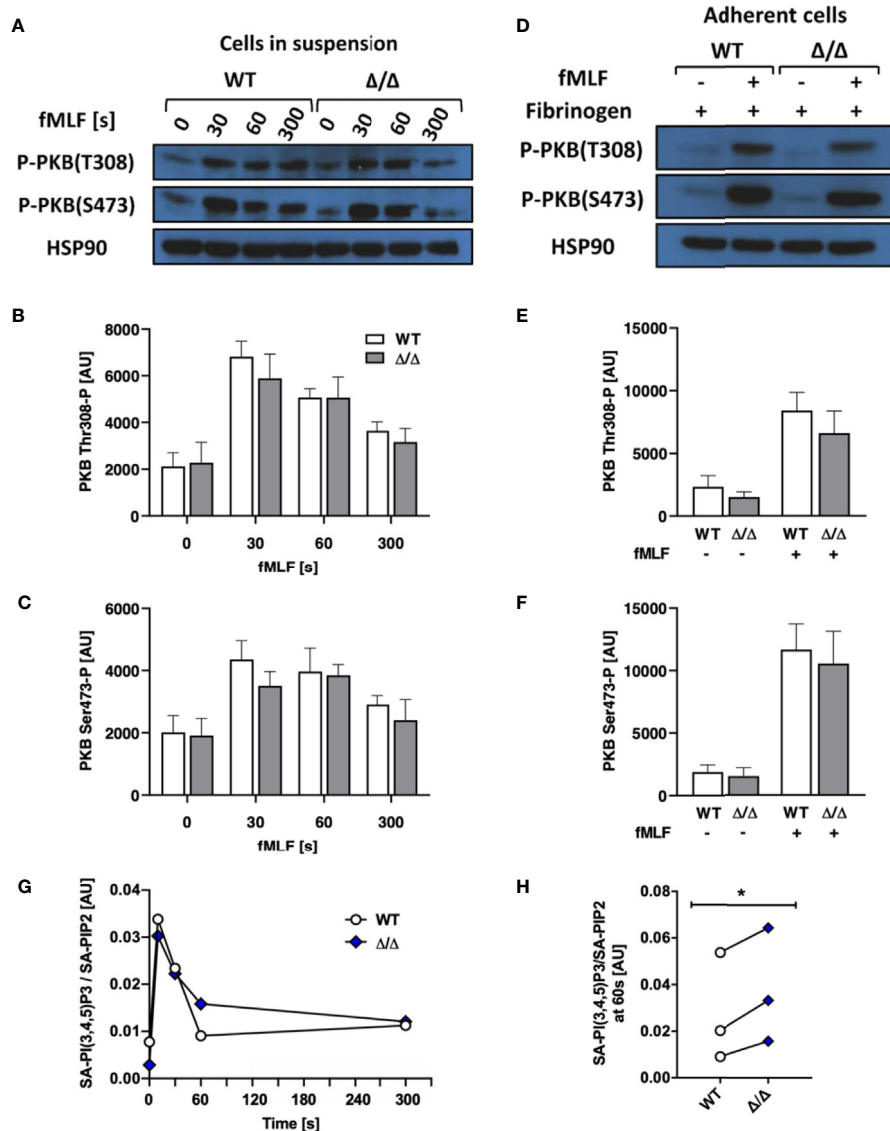 A
Cells in suspension
WT Δ/Δ
fMLF [s] 0 30 60 300 0 30 60 300
P-PKB(T308)
P-PKB(S473)
HSP90
D
Adherent cells
WT Δ/Δ
fMLF - + - +
Fibrinogen + + + +
P-PKB(T308)
P-PKB(S473)
HSP90
B
PKB Thr308-P [AU]
8000
6000
4000
2000
0
WT
Δ/Δ
0 30 60 300
fMLF [s]
E
PKB Thr308-P [AU]
15000
10000
5000
0
WT Δ/Δ WT Δ/Δ
fMLF - - + +
C
PKB Ser473-P [AU]
6000
4000
2000
0
0 30 60 300
fMLF [s]
F
PKB Ser473-P [AU]
15000
10000
5000
0
WT Δ/Δ WT Δ/Δ
fMLF - - + +
G
SA-PI(3,4,5)P3 / SA-PIP2 [AU]
0.04
0.03
0.02
0.01
0.00
WT
Δ/Δ
0 60 120 180 240 300
Time [s]
H
SA-PI(3,4,5)P3/SA-PIP2
at 60s [AU]
0.08
0.06
0.04
0.02
0.00
*
WT Δ/Δ